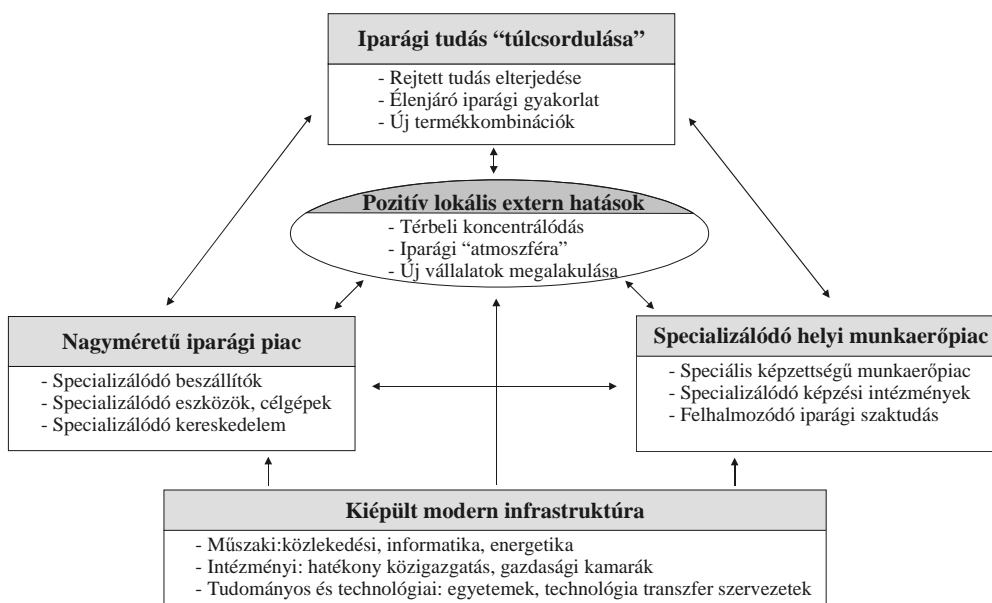 Iparági tudás “túlcsordulása”
- Rejtett tudás elterjedése
- Élenjáró iparági gyakorlat
- Új termékkombinációk
Pozitív lokális extern hatások
- Térbeli koncentrálódás
- Iparági “atmoszféra”
- Új vállalatok megalakulása
Nagyméretű iparági piac
- Specializálódó beszállítók
- Specializálódó eszközök, célgépek
- Specializálódó kereskedelem
Specializálódó helyi munkaerőpiac
- Speciális képzettségű munkaerőpiac
- Specializálódó képzési intézmények
- Felhalmozódó iparági szaktudás
Kiépült modern infrastruktúra
- Műszaki:közlekedési, informatika, energetika
- Intézményi: hatékony közigazgatás, gazdasági kamarák
- Tudományos és technológiai: egyetemek, technológia transzfer szervezetek